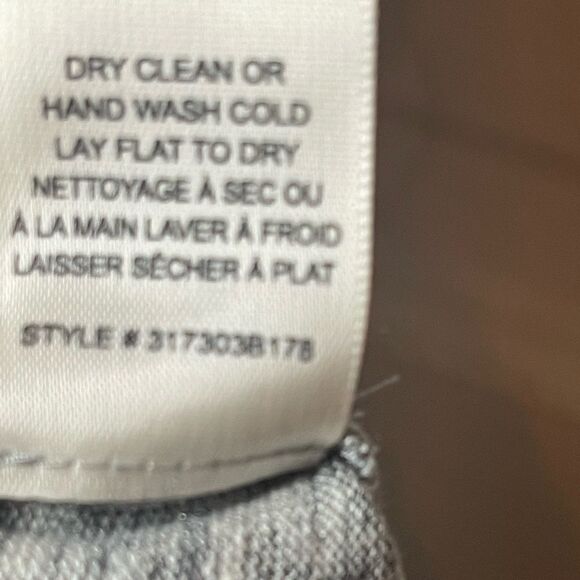 DRY CLEAN OR
HAND WASH COLD
LAY FLAT TO DRY
NETTOYAGE À SEC OU
À LA MAIN LAVER À FROID
LAISSER SÉCHER À PLAT
STYLE # 317303B178